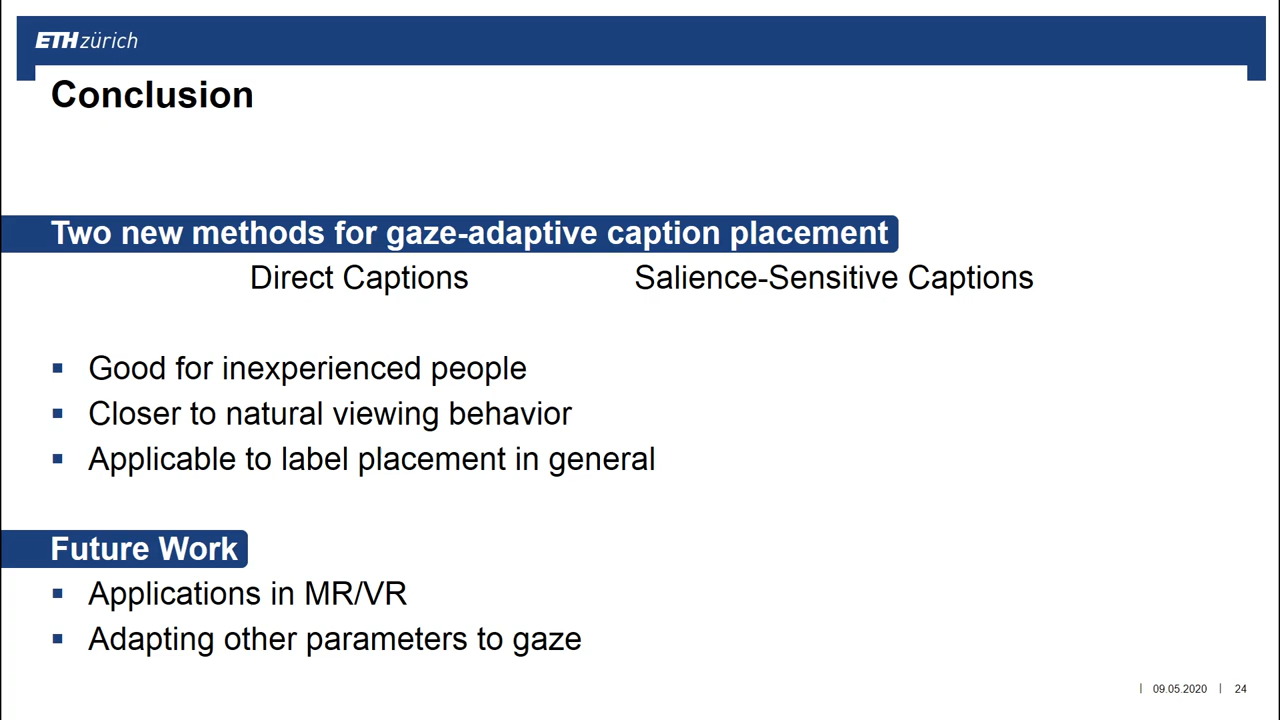 ETH zürich
Conclusion
Two new methods for gaze-adaptive caption placement
Direct Captions Salience-Sensitive Captions
▪ Good for inexperienced people
▪ Closer to natural viewing behavior
▪ Applicable to label placement in general
Future Work
▪ Applications in MR/VR
▪ Adapting other parameters to gaze
| 09.05.2020 | 24